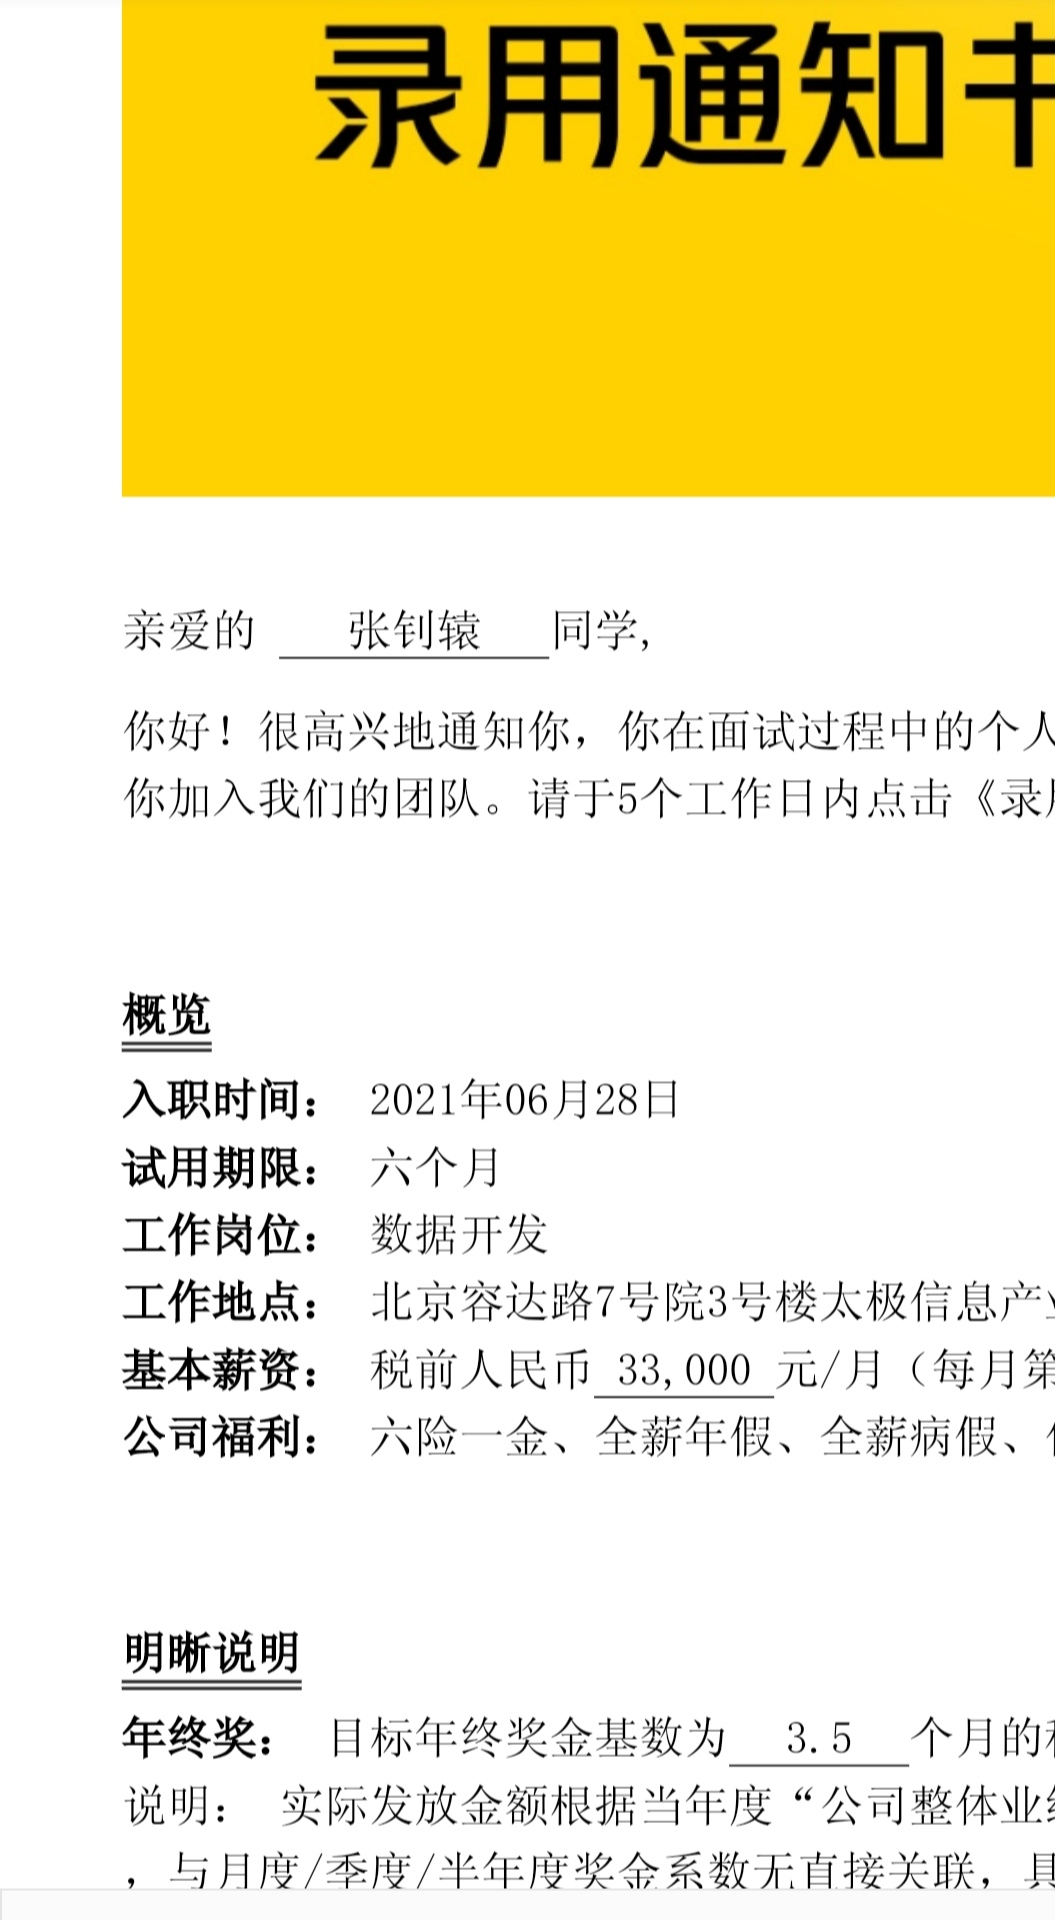 录用通知书
亲爱的 张钊辕 同学,
你好！很高兴地通知你，你在面试过程中的个人
你加入我们的团队。请于5个工作日内点击《录用
概览
入职时间： 2021年06月28日
试用期限： 六个月
工作岗位： 数据开发
工作地点： 北京容达路7号院3号楼太极信息产业
基本薪资： 税前人民币 33,000 元/月（每月第
公司福利： 六险一金、全薪年假、全薪病假、
明晰说明
年终奖： 目标年终奖金基数为 3.5 个月的税
说明： 实际发放金额根据当年度“公司整体业绩
，与月度/季度/半年度奖金系数无直接关联，具